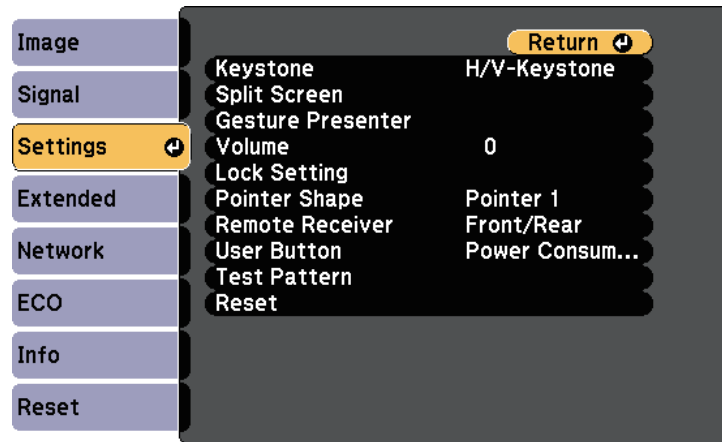 Image
Signal
Settings
Extended
Network
ECO
Info
Reset
Return
Keystone H/V-Keystone
Split Screen
Gesture Presenter
Volume 0
Lock Setting
Pointer Shape Pointer 1
Remote Receiver Front/Rear
User Button Power Consum...
Test Pattern
Reset